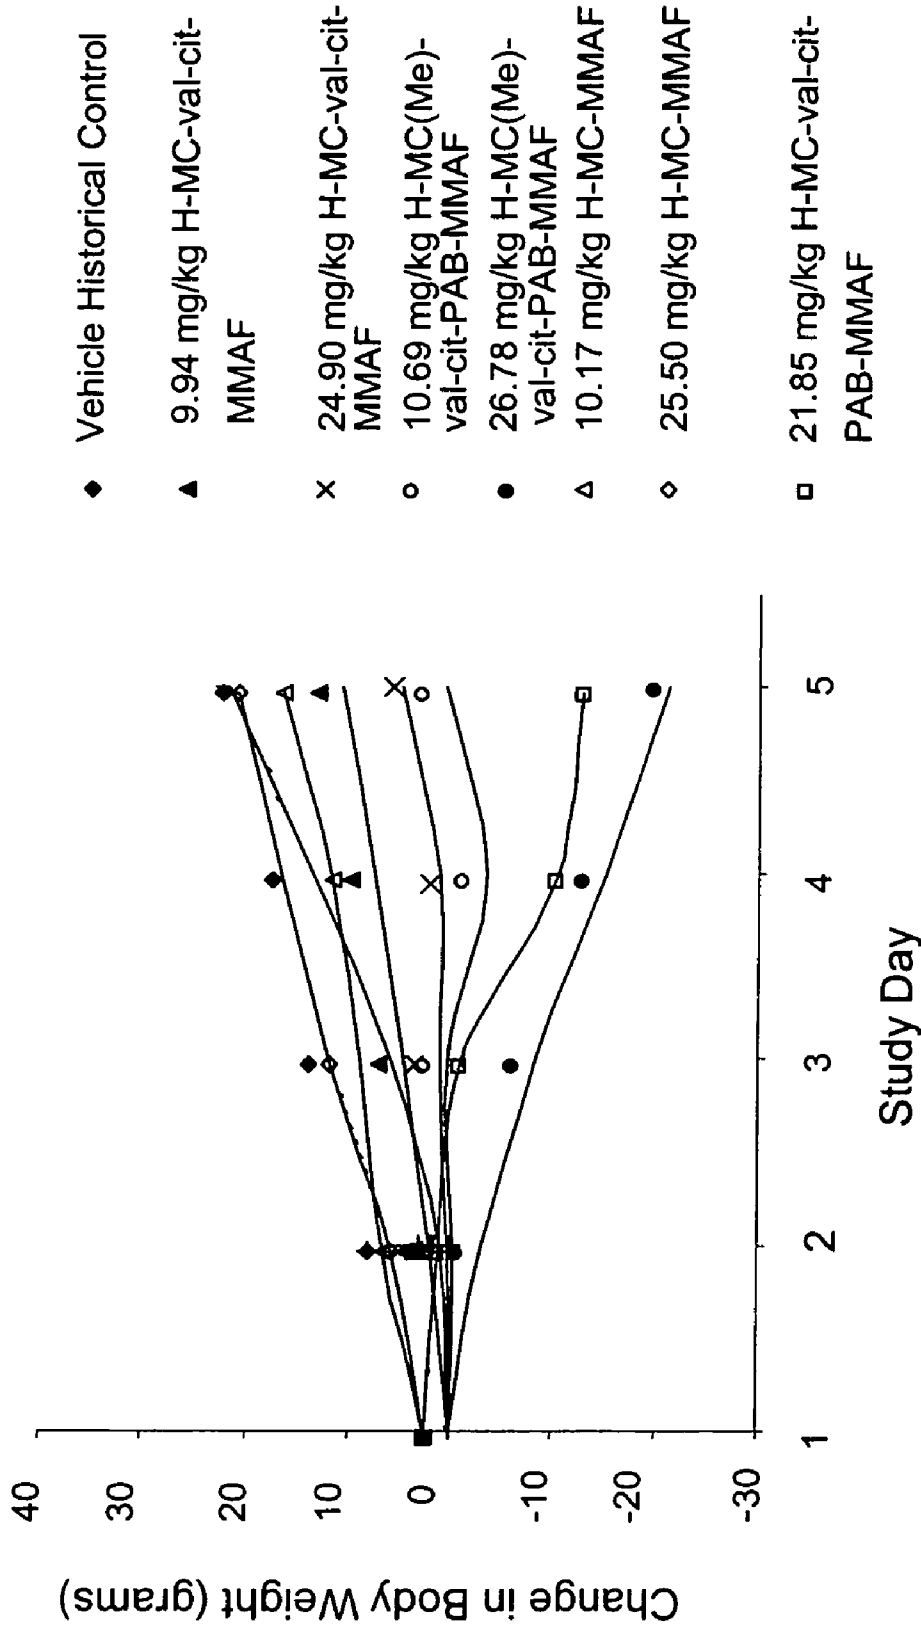 Change in Body Weight (grams)
40
20
10
0
-10
-20
-30
1
2
3
4
5
Study Day
Vehicle Historical Control
9.94 mg/kg H-MC-val-cit-
MMAF
24.90 mg/kg H-MC-val-cit-
MMAF
10.69 mg/kg H-MC(Me)-
val-cit-PAB-MMAF
26.78 mg/kg H-MC(Me)-
val-cit-PAB-MMAF
10.17 mg/kg H-MC-MMAF
25.50 mg/kg H-MC-MMAF
21.85 mg/kg H-MC-val-cit-
PAB-MMAF